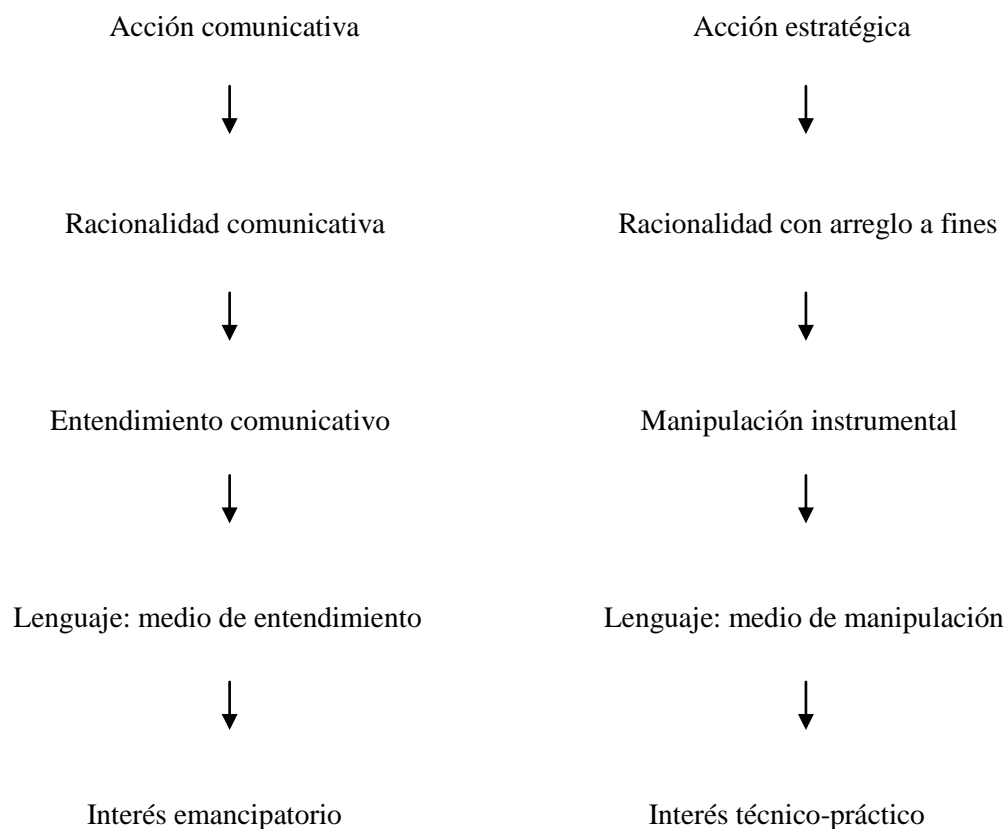 Acción comunicativa
Acción estratégica
Racionalidad comunicativa
Racionalidad con arreglo a fines
Entendimiento comunicativo
Manipulación instrumental
Lenguaje: medio de entendimiento
Lenguaje: medio de manipulación
Interés emancipatorio
Interés técnico-práctico